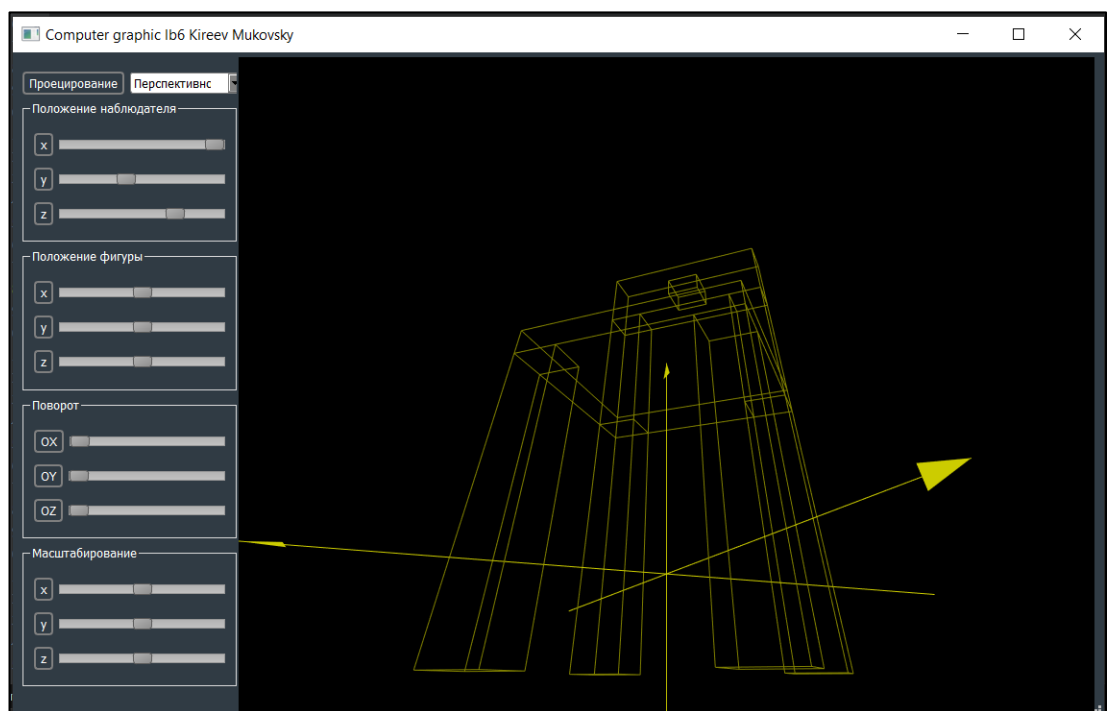 Computer graphic lb6 Kireev Mukovsky
Проецирование Перспективнс
Положение наблюдателя
x
y
z
Положение фигуры
x
y
z
Поворот
OX
OY
OZ
Масштабирование
x
y
z